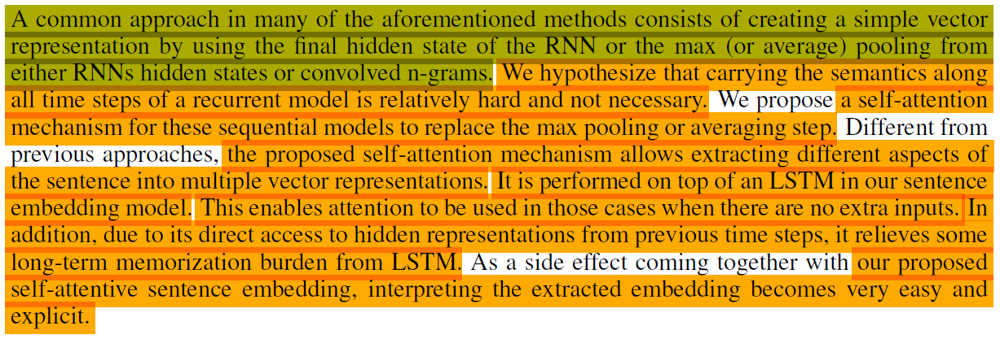 A common approach in many of the aforementioned methods consists of creating a simple vector
representation by using the final hidden state of the RNN or the max (or average) pooling from
either RNNs hidden states or convolved n-grams. We hypothesize that carrying the semantics along
all time steps of a recurrent model is relatively hard and not necessary. We propose a self-attention
mechanism for these sequential models to replace the max pooling or averaging step. Different from
previous approaches, the proposed self-attention mechanism allows extracting different aspects of
the sentence into multiple vector representations. It is performed on top of an LSTM in our sentence
embedding model. This enables attention to be used in those cases when there are no extra inputs. In
addition, due to its direct access to hidden representations from previous time steps, it relieves some
long-term memorization burden from LSTM. As a side effect coming together with our proposed
self-attentive sentence embedding, interpreting the extracted embedding becomes very easy and
explicit.